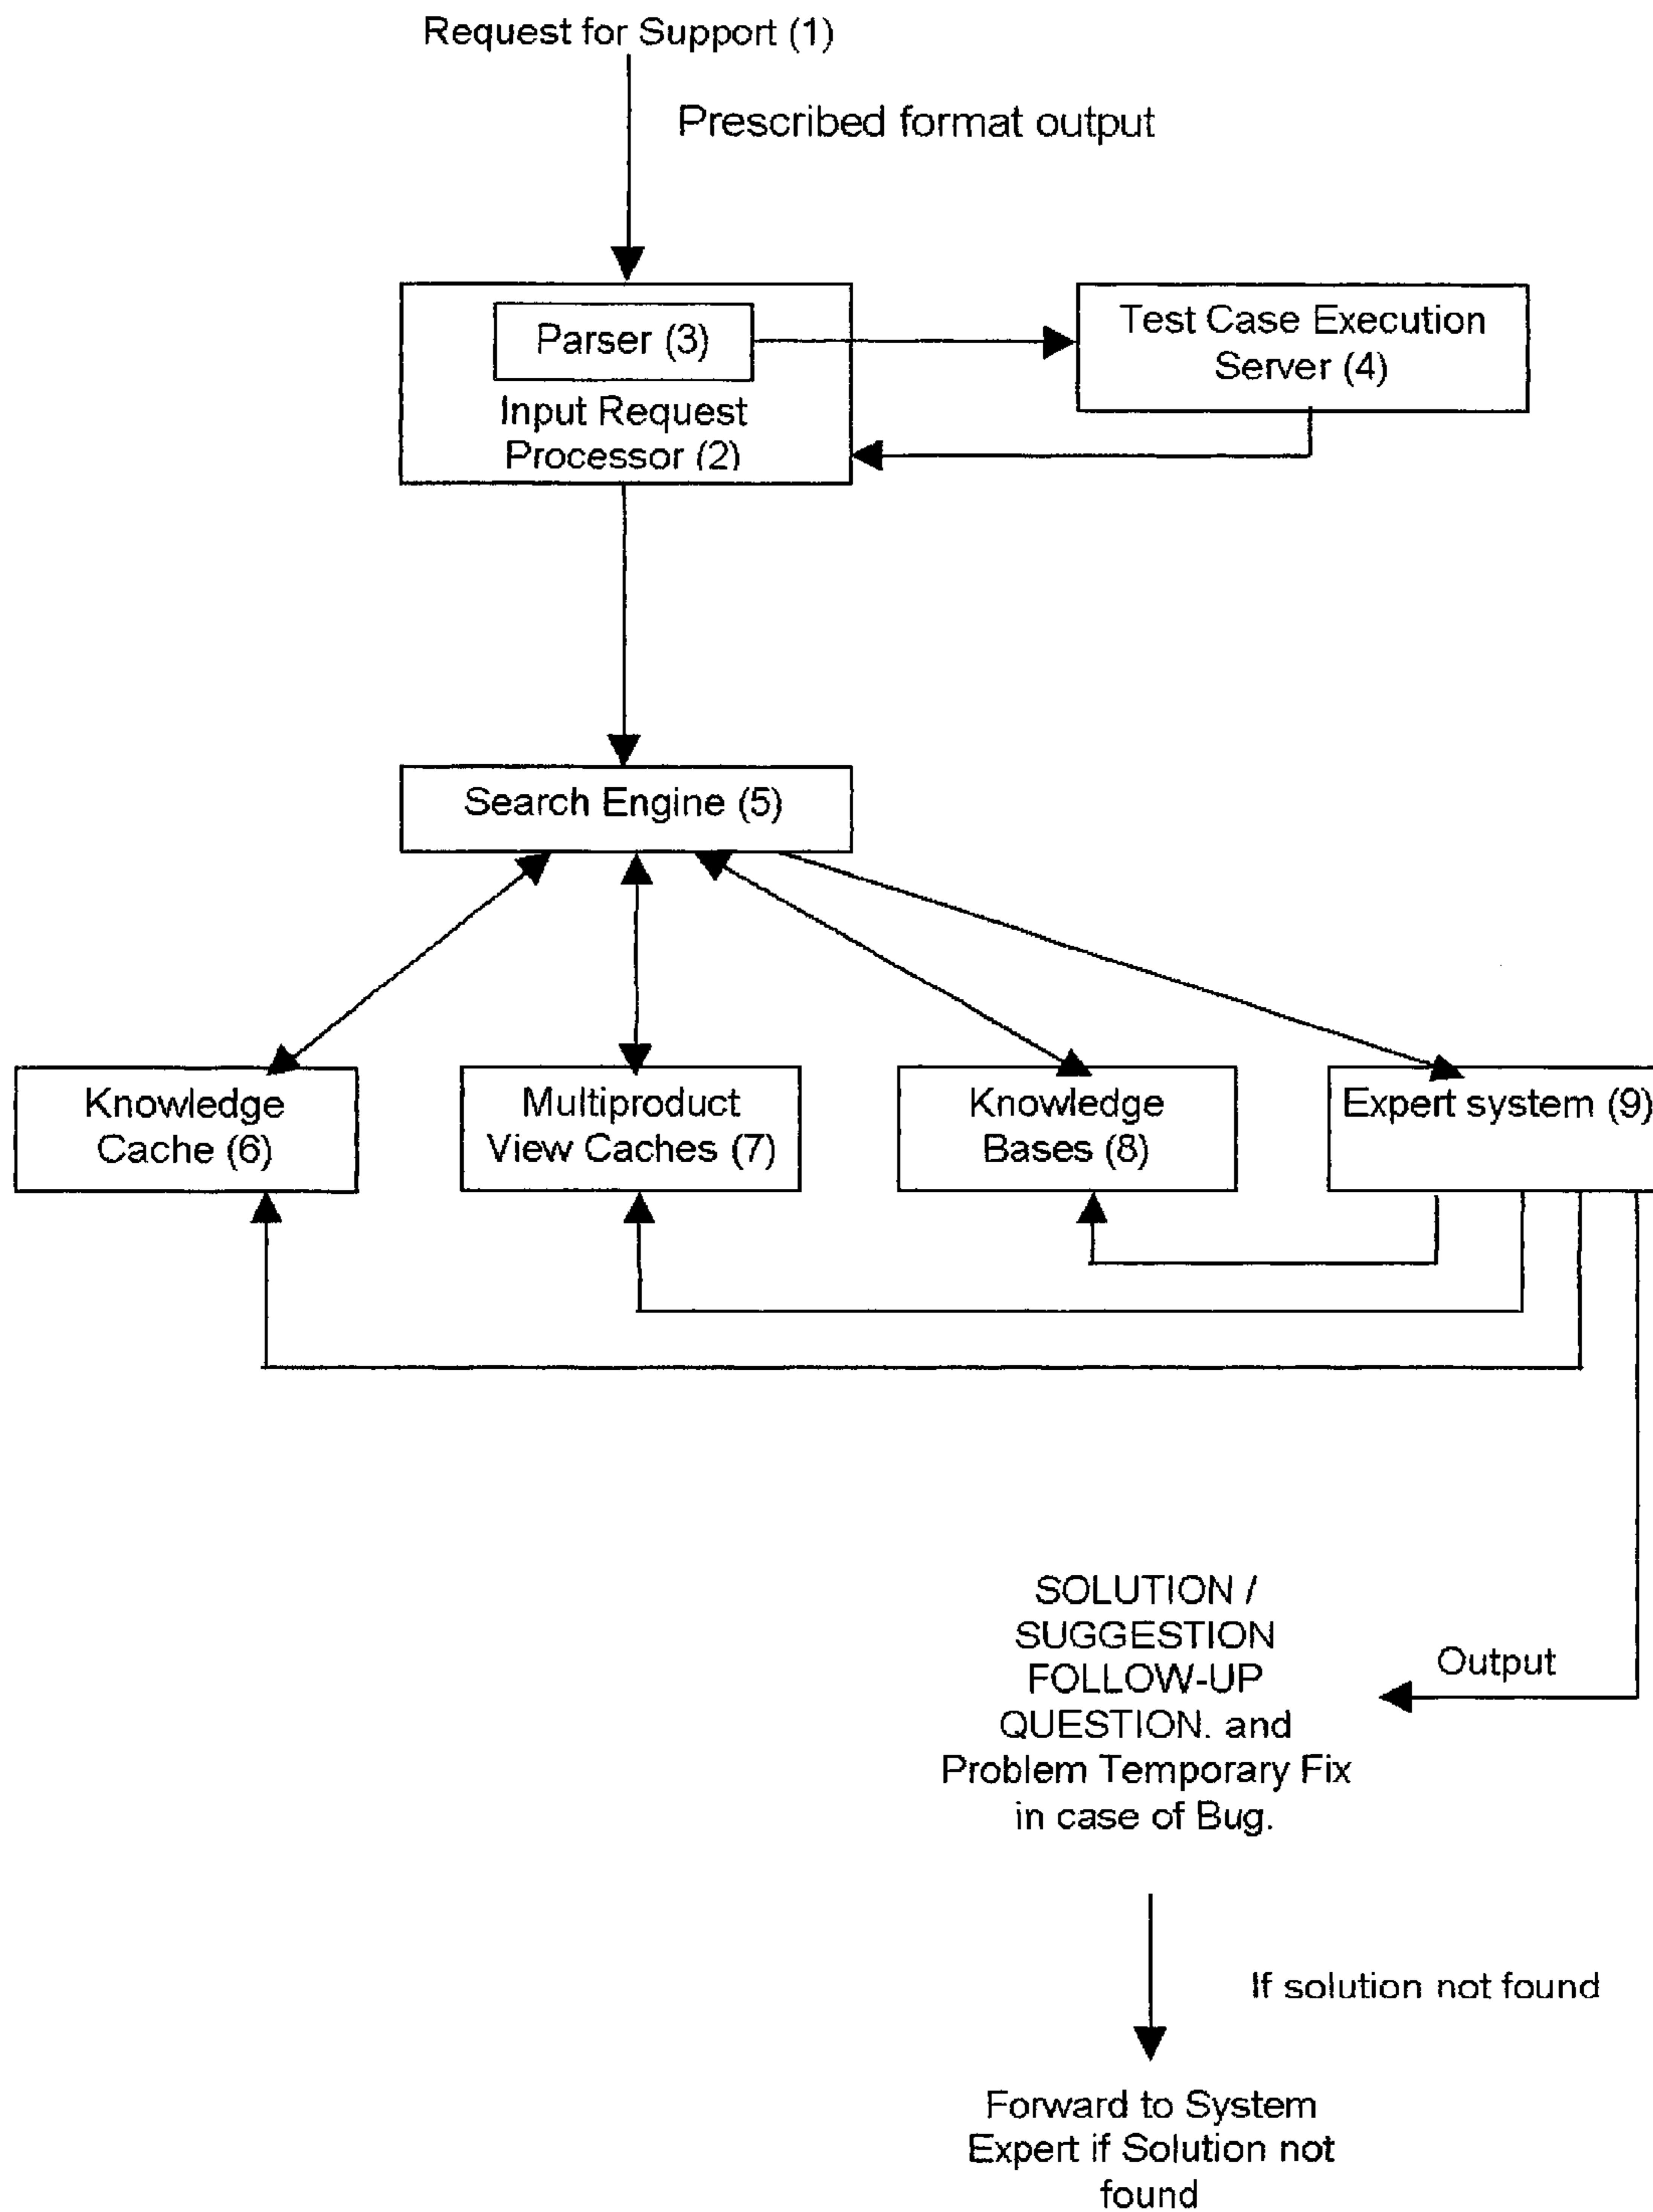 Request for Support (1)
Prescribed format output
Parser (3)
Input Request
Processor (2)
Test Case Execution
Server (4)
Search Engine (5)
Knowledge
Cache (6)
Multiproduct
View Caches (7)
Knowledge
Bases (8)
Expert system (9)
SOLUTION /
SUGGESTION
FOLLOW-UP
QUESTION. and
Problem Temporary Fix
in case of Bug.
Output
If solution not found
Forward to System
Expert if Solution not
found